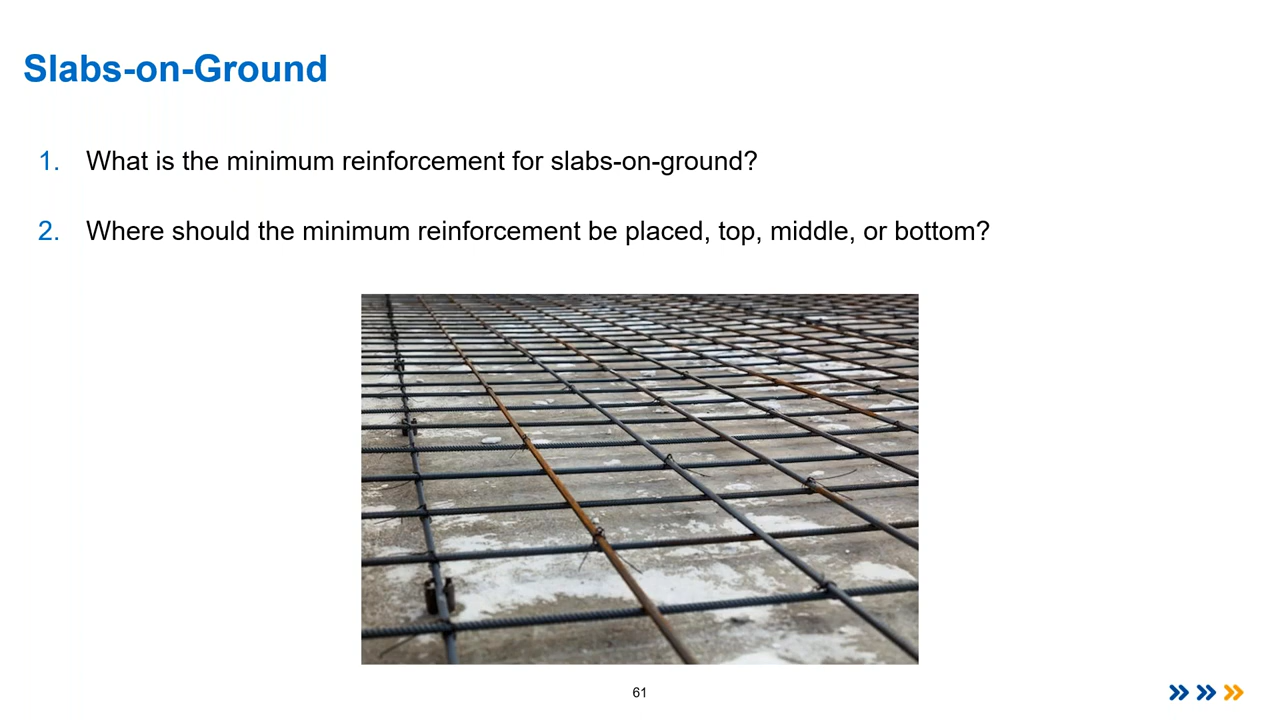 Slabs-on-Ground
1. What is the minimum reinforcement for slabs-on-ground?
2. Where should the minimum reinforcement be placed, top, middle, or bottom?
61